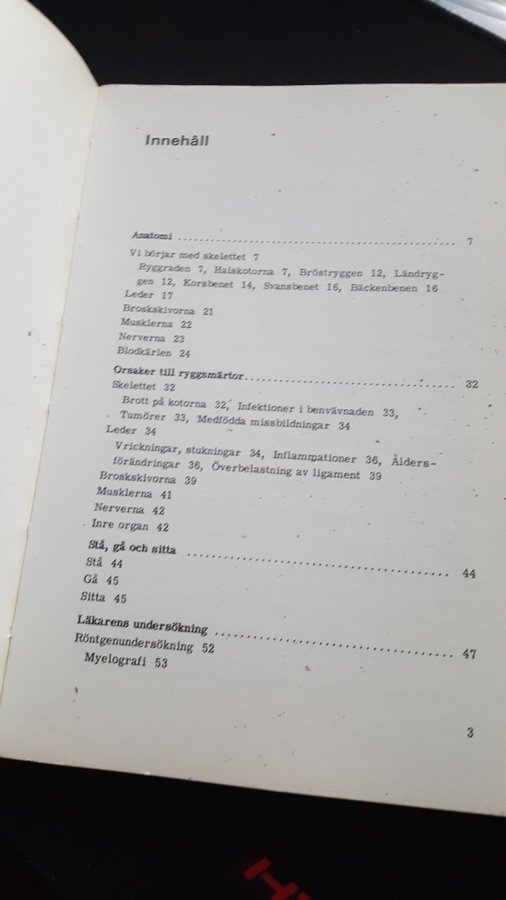 Innehåll
Anatomi ........................................................ 7
Vi börjar med skelettet 7
Ryggraden 7, Halskotorna 7, Bröstryggen 12, Ländryg-
gen 12, Korsbenet 14, Svansbenet 16, Bäckenbenen 16
Leder 17
Broskskivorna 21
Musklerna 22
Nerverna 23
Blodkärlen 24
Orsaker till ryggsmärtor........................................ 32
Skelettet 32
Brott på kotorna 32, Infektioner i benvävnaden 33,
Tumörer 33, Medfödda missbildningar 34
Leder 34
Vrickningar, stukningar 34, Inflammationer 36, Ålders-
förändringar 36, Överbelastning av ligament 39
Broskskivorna 39
Musklerna 41
Nerverna 42
Inre organ 42
Stå, gå och sitta ................................................ 44
Stå 44
Gå 45
Sitta 45
Läkarens undersökning ........................................ 47
Röntgenundersökning 52
Myelografi 53
3